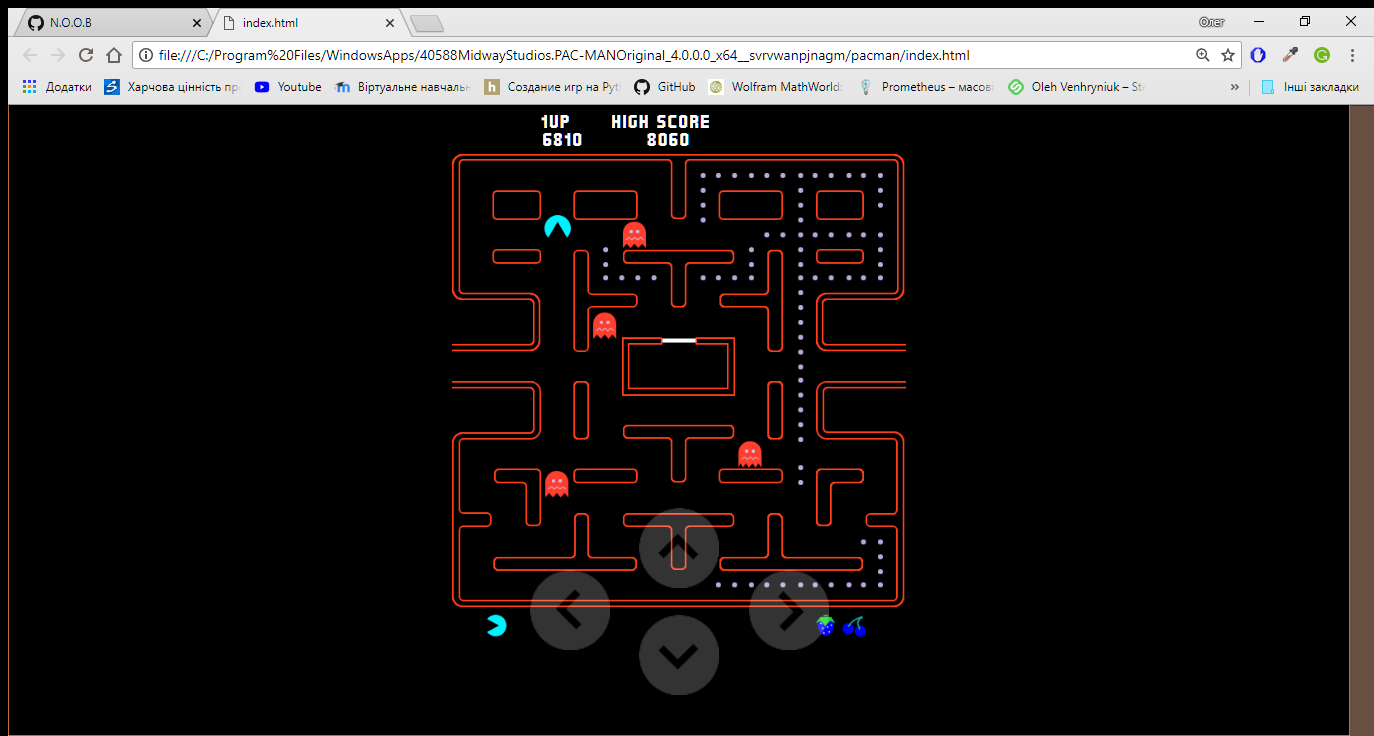 N.O.O.B
index.html
Олег
file:///C:/Program%20Files/WindowsApps/40588MidwayStudios.PAC-MANOriginal_4.0.0.0_x64__svrvwanpjnagm/pacman/index.html
Додатки
Харчова цінність пр
Youtube
Віртуальне навчаль
Создание игр на Pyt
GitHub
Wolfram MathWorld:
Prometheus – масові
Oleh Venhryniuk – St
Інші закладки
1UP HIGH SCORE
6810 8060